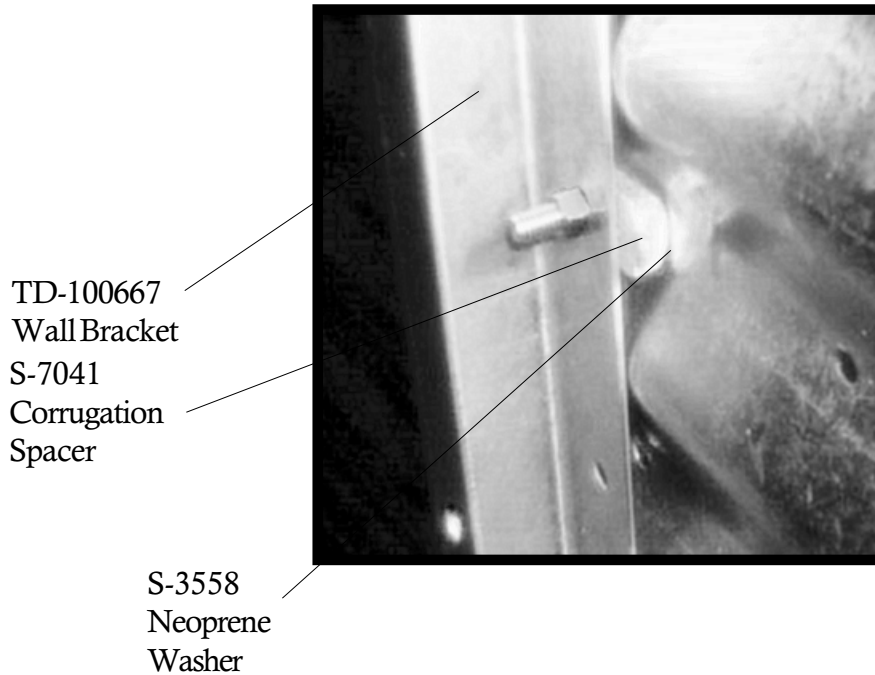 TD-100667
Wall Bracket
S-7041
Corrugation
Spacer
S-3558
Neoprene
Washer